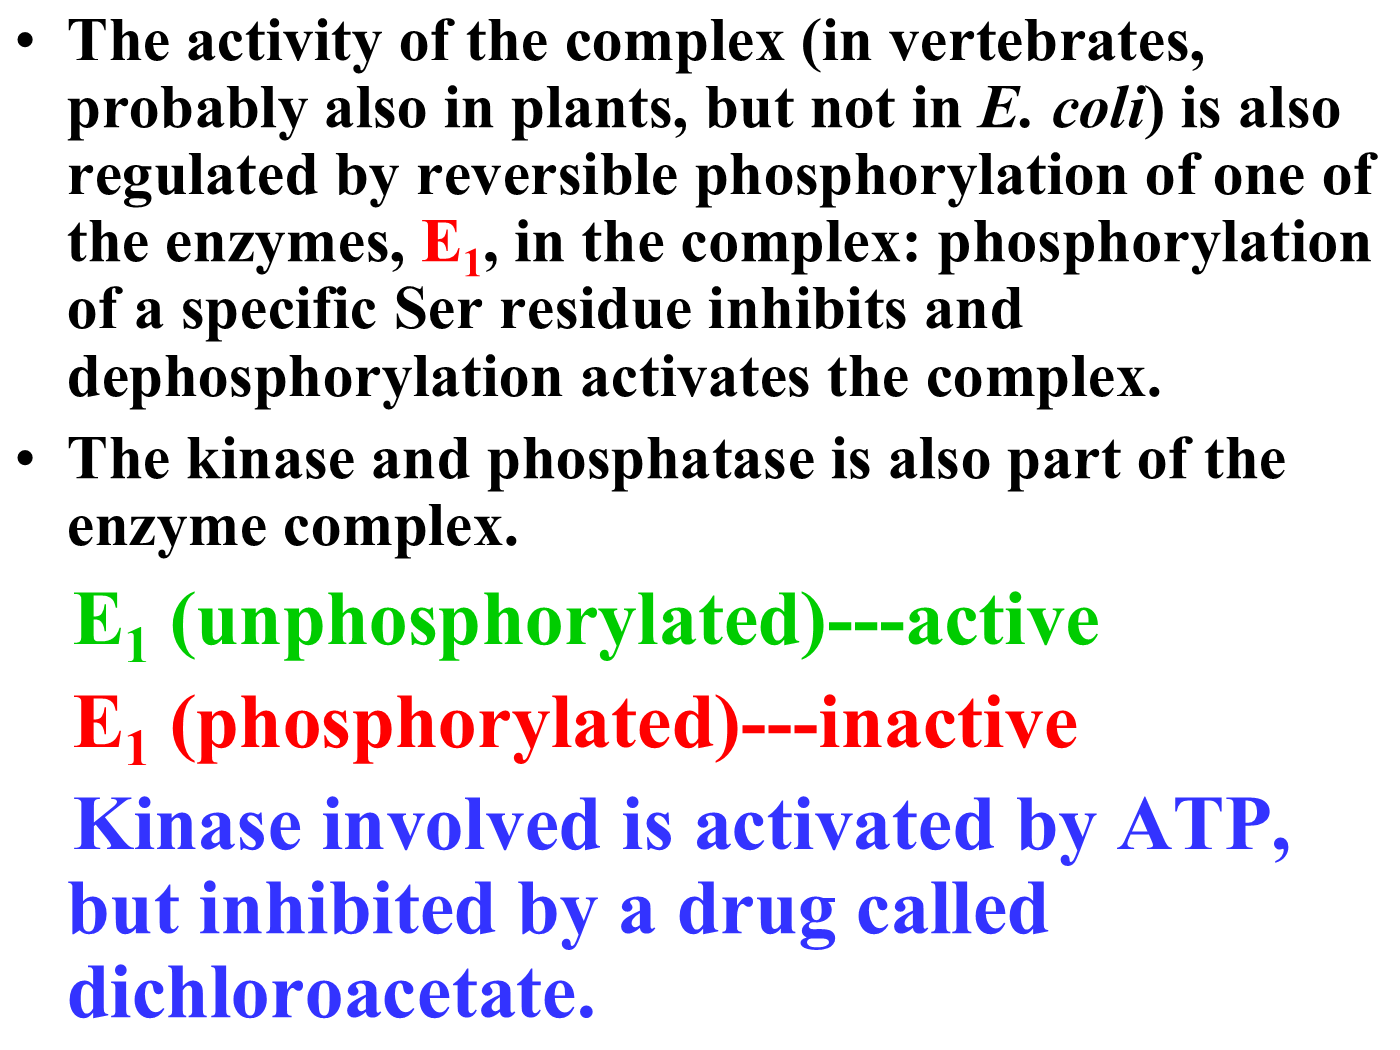 • The activity of the complex (in vertebrates,
probably also in plants, but not in E. coli) is also
regulated by reversible phosphorylation of one of
the enzymes, E₁, in the complex: phosphorylation
of a specific Ser residue inhibits and
dephosphorylation activates the complex.
• The kinase and phosphatase is also part of the
enzyme complex.
E₁ (unphosphorylated)---active
E₁ (phosphorylated)---inactive
Kinase involved is activated by ATP,
but inhibited by a drug called
dichloroacetate.